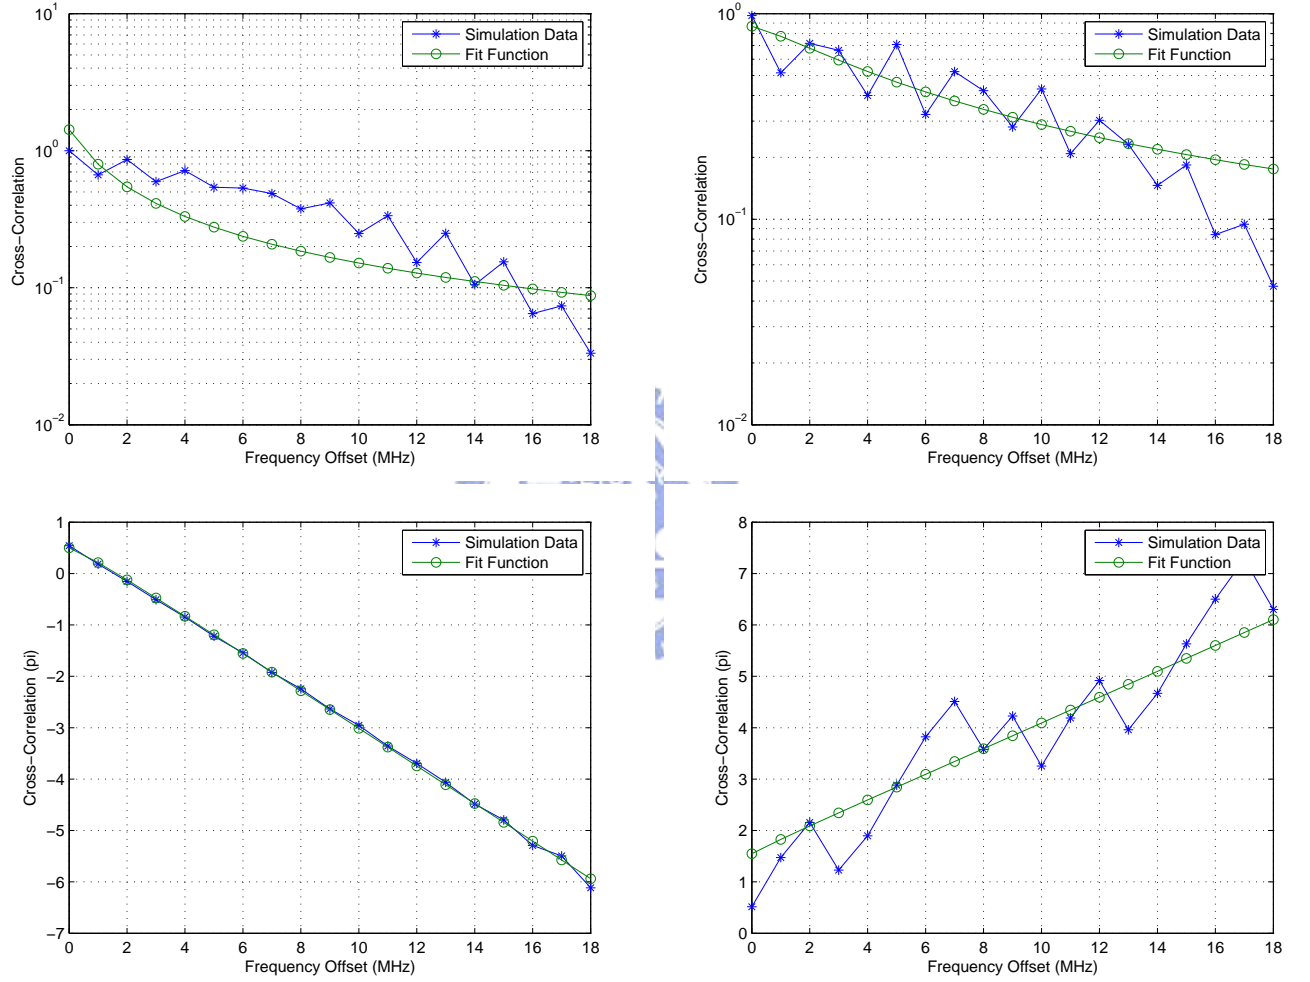 10^1
10^0
10^−1
10^−2
0 2 4 6 8 10 12 14 16 18
Frequency Offset (MHz)
Cross−Correlation
Simulation Data
Fit Function
10^0
10^−1
10^−2
0 2 4 6 8 10 12 14 16 18
Frequency Offset (MHz)
Cross−Correlation
Simulation Data
Fit Function
1
0
−1
−2
−3
−4
−5
−6
−7
0 2 4 6 8 10 12 14 16 18
Frequency Offset (MHz)
Cross−Correlation (pi)
Simulation Data
Fit Function
8
7
6
5
4
3
2
1
0
0 2 4 6 8 10 12 14 16 18
Frequency Offset (MHz)
Cross−Correlation (pi)
Simulation Data
Fit Function